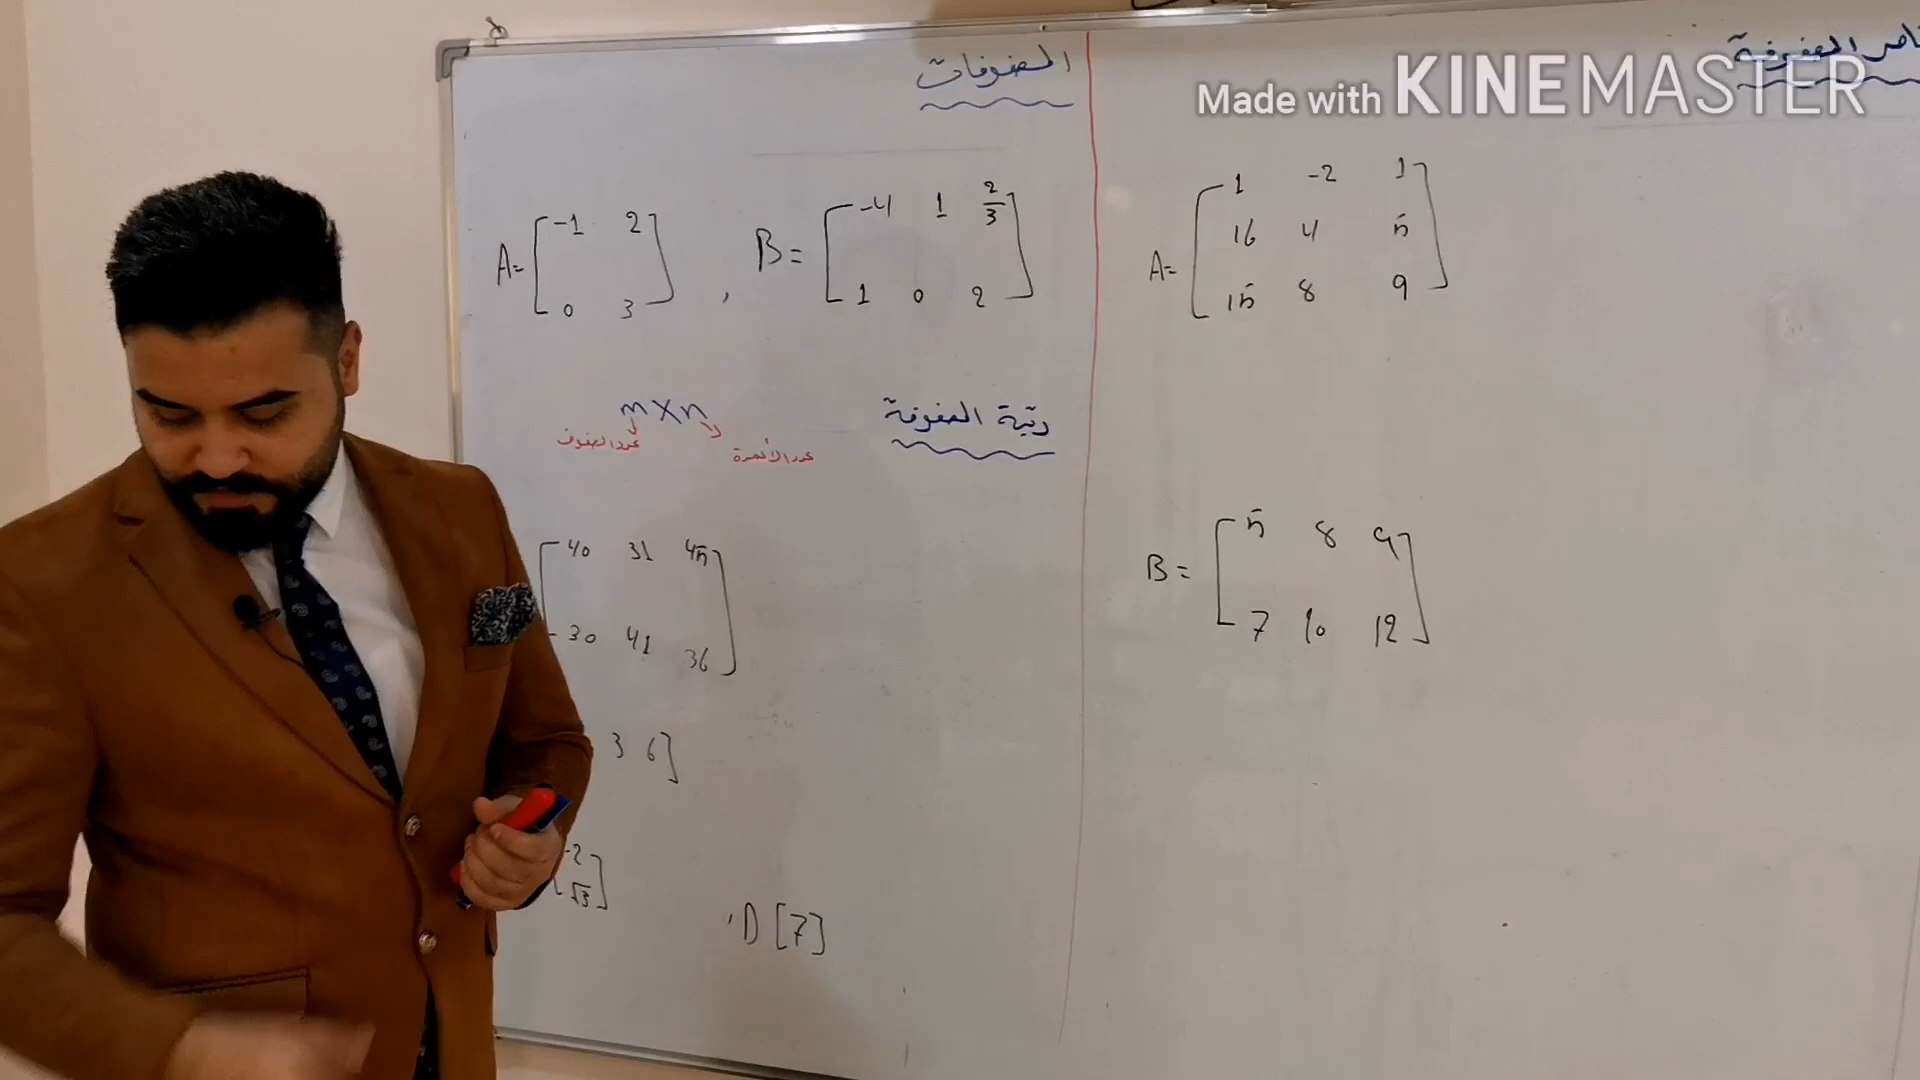 المصفوفات
A= [ -1 2
0 3 ] , B= [ -4 1 2/3
1 0 2 ]
رتبة المصفوفة
m×n
عدد الصفوف
عدد الأعمدة
40 31 45
30 41 36
3 6
-2
√3
, D [7]
Made with KINEMASTER
المصفوفة
A= [ 1 -2 1
16 4 5
15 8 9 ]
B= [ 5 8 9
7 10 12 ]